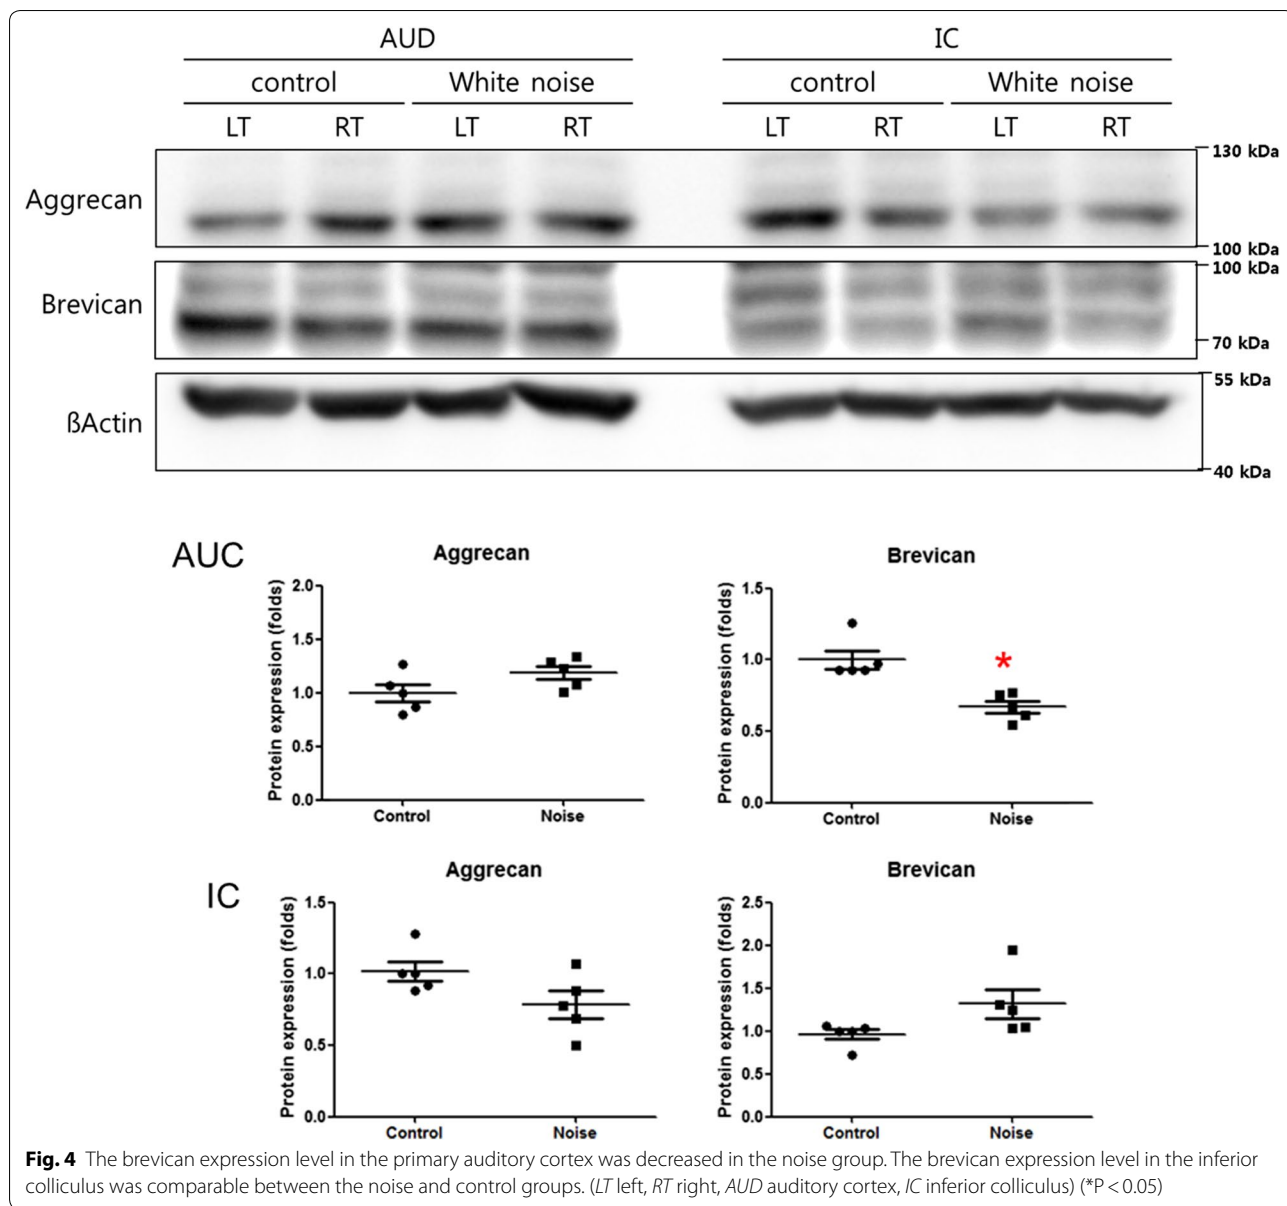 AUD IC
control White noise control White noise
LT RT LT RT LT RT LT RT
Aggrecan 130 kDa
100 kDa
Brevican 100 kDa
70 kDa
ßActin 55 kDa
40 kDa
AUC
Aggrecan
Protein expression (folds)
2.0
1.5
1.0
0.5
0.0
Control Noise
Brevican
Protein expression (folds)
1.5
1.0
0.5
0.0
*
Control Noise
IC
Aggrecan
Protein expression (folds)
1.5
1.0
0.5
0.0
Control Noise
Brevican
Protein expression (folds)
2.5
2.0
1.5
1.0
0.5
0.0
Control Noise
Fig. 4 The brevican expression level in the primary auditory cortex was decreased in the noise group. The brevican expression level in the inferior
colliculus was comparable between the noise and control groups. (LT left, RT right, AUD auditory cortex, IC inferior colliculus) (*P < 0.05)